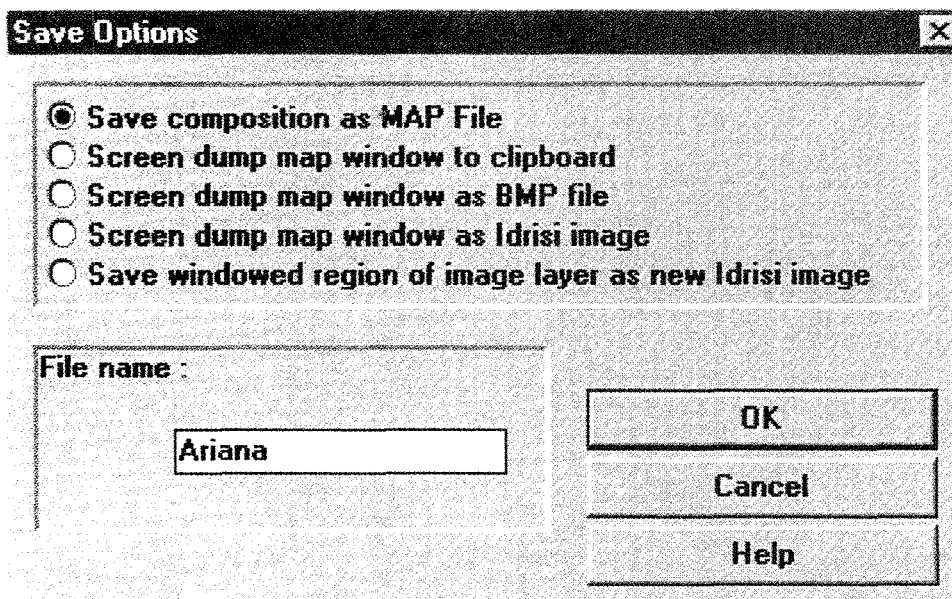 Save Options
Save composition as MAP File
Screen dump map window to clipboard
Screen dump map window as BMP file
Screen dump map window as Idrisi image
Save windowed region of image layer as new Idrisi image
File name :
Ariana
OK
Cancel
Help